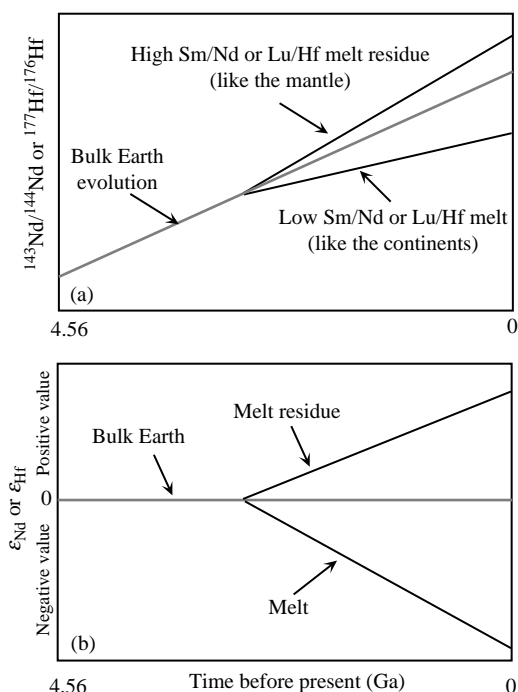 ¹⁴³Nd/¹⁴⁴Nd or ¹⁷⁷Hf/¹⁷⁶Hf
High Sm/Nd or Lu/Hf melt residue
(like the mantle)
Bulk Earth
evolution
Low Sm/Nd or Lu/Hf melt
(like the continents)
(a)
4.56
0
Positive value
Bulk Earth
Melt residue
0
εNd or εHf
Negative value
Melt
(b)
4.56
Time before present (Ga)
0